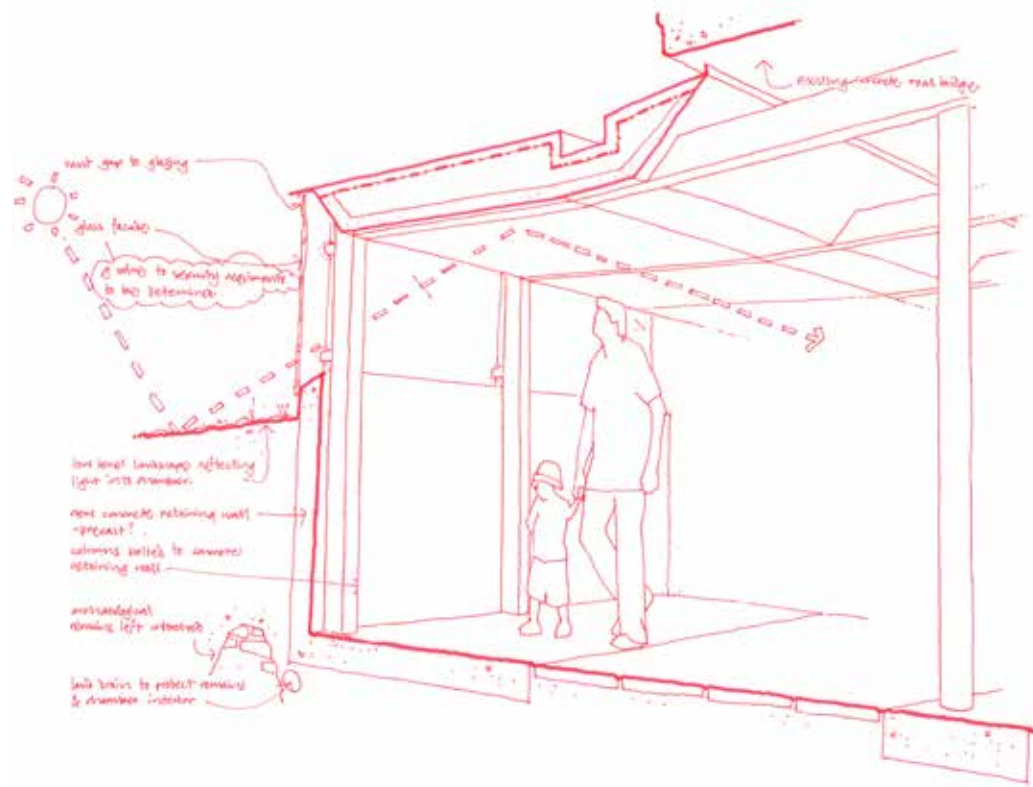 existing concrete road bridge
vent gap to glazing
glass facade
& security requirements
to be determined
low level landscape reflecting
light into chamber.
new concrete retaining wall
-precast?.
columns bolted to concrete
retaining wall
archaeological
remains left untouched
land drain to protect remains
& chamber interior